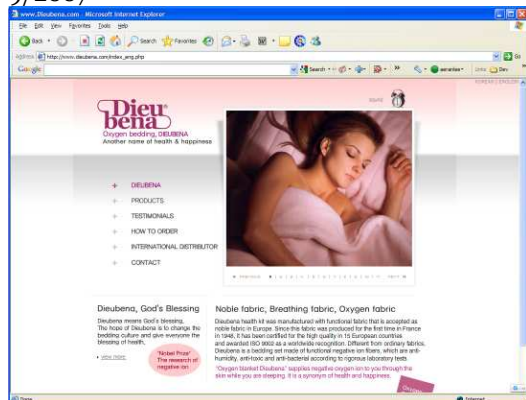 www.Dieubena.com - Microsoft Internet Explorer
File Edit View Favorites Tools Help
Back Search Favorites
Address http://www.dieubena.com/index_eng.php Go
Google Search
KOREAN | ENGLISH
Dieu
bena
Oxygen bedding, DIEUBENA
Another name of health & happiness
DIEUBENA
PRODUCTS
TESTIMONIALS
HOW TO ORDER
INTERNATIONAL DISTRIBUTOR
CONTACT
Dieubena, God's Blessing
Dieubena means God's blessing.
The hope of Dieubena is to change the
bedding culture and give everyone the
blessing of health.
view more
"Nobel Prize"
The research of
negative ion
Noble fabric, Breathing fabric, Oxygen fabric
Dieubena health kit was manufactured with functional fabric that is accepted as
noble fabric in Europe. Since this fabric was produced for the first time in France
in 1948, it has been certified for the high quality in 15 European countries
and awarded ISO 9002 as a worldwide recognition. Different from ordinary fabrics,
Dieubena is a bedding set made of functional negative ion fibers, which are anti-
humidity, anti-toxic and anti-bacterial according to rigorous laboratory tests.
"Oxygen blanket Dieubena" supplies negative oxygen ion to you through the
skin while you are sleeping. It is a synonym of health and happiness.
Done Internet